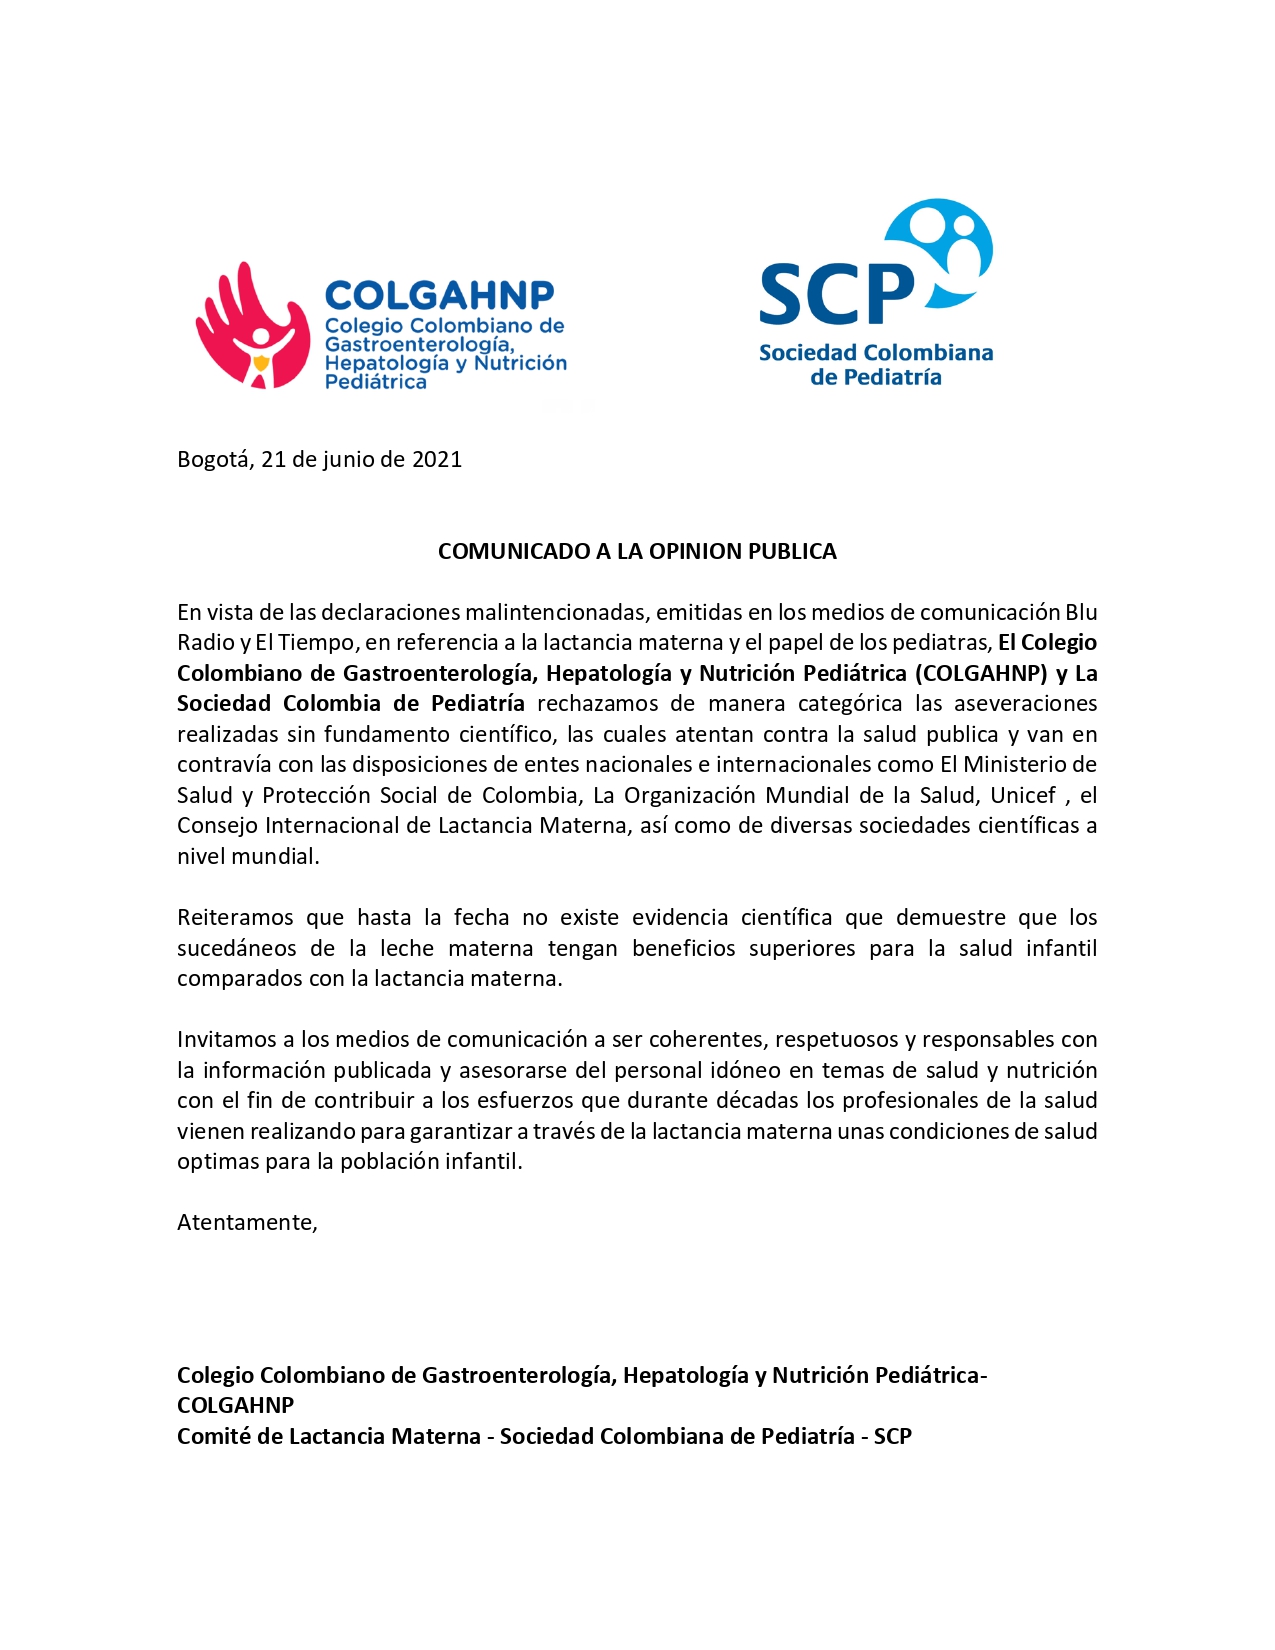 COLGAHNP
Colegio Colombiano de
Gastroenterología,
Hepatología y Nutrición
Pediátrica
SCP
Sociedad Colombiana
de Pediatría
Bogotá, 21 de junio de 2021
COMUNICADO A LA OPINION PUBLICA
En vista de las declaraciones malintencionadas, emitidas en los medios de comunicación Blu
Radio y El Tiempo, en referencia a la lactancia materna y el papel de los pediatras, El Colegio
Colombiano de Gastroenterología, Hepatología y Nutrición Pediátrica (COLGAHNP) y La
Sociedad Colombia de Pediatría rechazamos de manera categórica las aseveraciones
realizadas sin fundamento científico, las cuales atentan contra la salud publica y van en
contravía con las disposiciones de entes nacionales e internacionales como El Ministerio de
Salud y Protección Social de Colombia, La Organización Mundial de la Salud, Unicef , el
Consejo Internacional de Lactancia Materna, así como de diversas sociedades científicas a
nivel mundial.
Reiteramos que hasta la fecha no existe evidencia científica que demuestre que los
sucedáneos de la leche materna tengan beneficios superiores para la salud infantil
comparados con la lactancia materna.
Invitamos a los medios de comunicación a ser coherentes, respetuosos y responsables con
la información publicada y asesorarse del personal idóneo en temas de salud y nutrición
con el fin de contribuir a los esfuerzos que durante décadas los profesionales de la salud
vienen realizando para garantizar a través de la lactancia materna unas condiciones de salud
optimas para la población infantil.
Atentamente,
Colegio Colombiano de Gastroenterología, Hepatología y Nutrición Pediátrica-
COLGAHNP
Comité de Lactancia Materna - Sociedad Colombiana de Pediatría - SCP